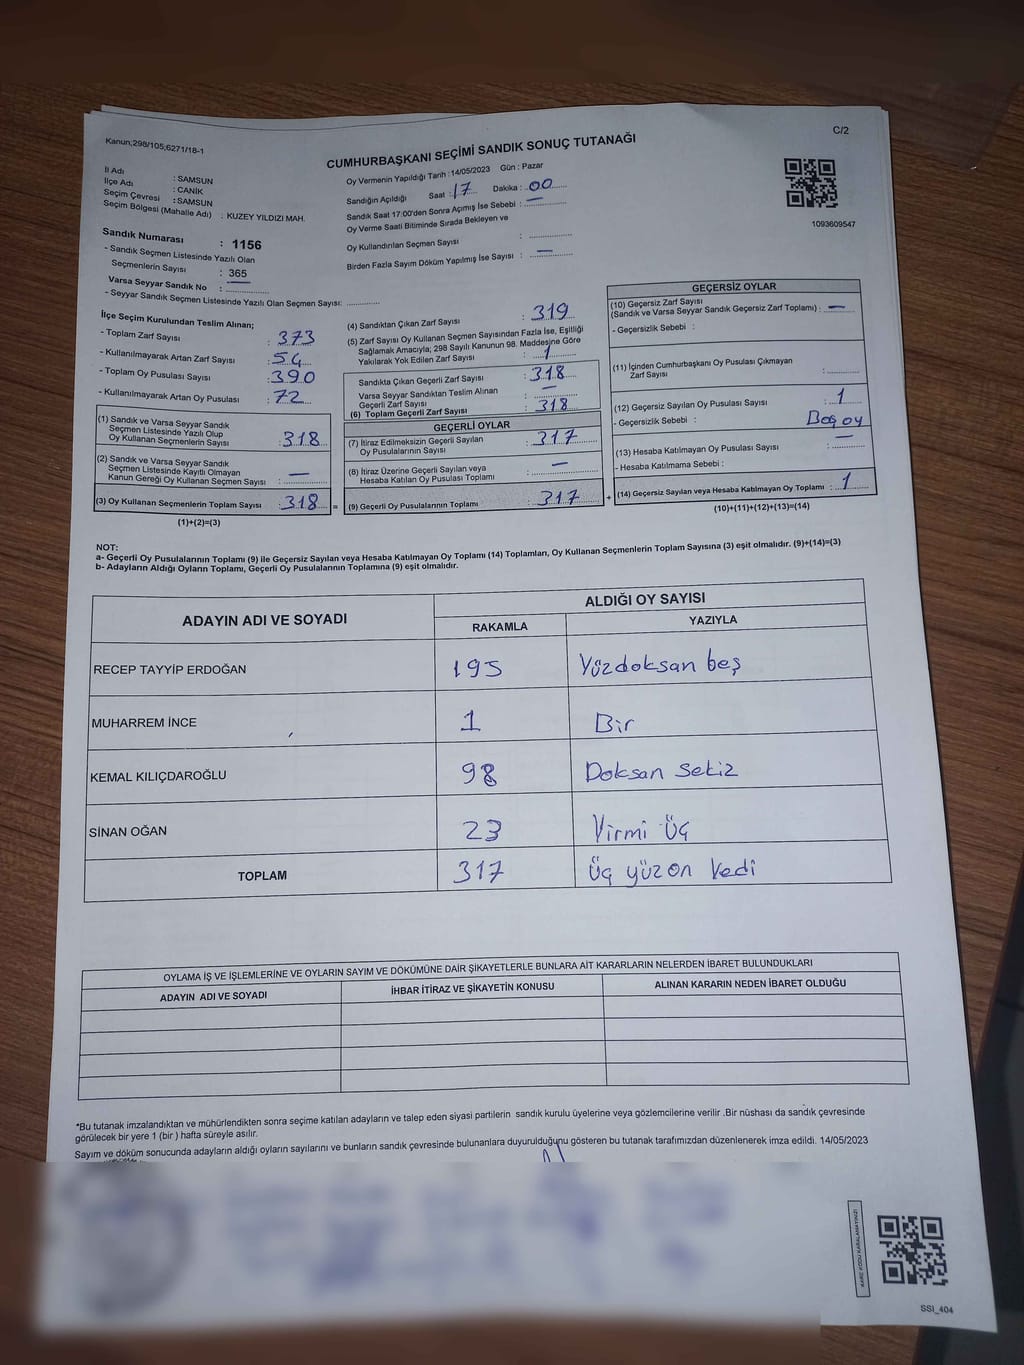 Kanun;298/105;6271/18-1
C/2
CUMHURBAŞKANI SEÇİMİ SANDIK SONUÇ TUTANAĞI
İl Adı : SAMSUN
İlçe Adı : CANİK
Seçim Çevresi : SAMSUN
Seçim Bölgesi (Mahalle Adı) : KUZEY YILDIZI MAH.
Sandık Numarası : 1156
- Sandık Seçmen Listesinde Yazılı Olan
Seçmenlerin Sayısı : 365
Varsa Seyyar Sandık No : —
- Seyyar Sandık Seçmen Listesinde Yazılı Olan Seçmen Sayısı: ............
Oy Vermenin Yapıldığı Tarih :14/05/2023 Gün : Pazar
Sandığın Açıldığı Saat :17 Dakika : 00
Sandık Saat 17:00'den Sonra Açımış İse Sebebi : —
Oy Verme Saati Bitiminde Sırada Bekleyen ve
Oy Kullandırılan Seçmen Sayısı : ............
Birden Fazla Sayım Döküm Yapılmış İse Sayısı : —
1093609547
İlçe Seçim Kurulundan Teslim Alınan;
- Toplam Zarf Sayısı : 373
- Kullanılmayarak Artan Zarf Sayısı : 54
- Toplam Oy Pusulası Sayısı : 390
- Kullanılmayarak Artan Oy Pusulası : 72
(1) Sandık ve Varsa Seyyar Sandık
Seçmen Listesinde Yazılı Olup
Oy Kullanan Seçmenlerin Sayısı : 318
(2) Sandık ve Varsa Seyyar Sandık
Seçmen Listesinde Kayıtlı Olmayan
Kanun Gereği Oy Kullanan Seçmen Sayısı : —
(3) Oy Kullanan Seçmenlerin Toplam Sayısı : 318 =
(1)+(2)=(3)
(4) Sandıktan Çıkan Zarf Sayısı : 319
(5) Zarf Sayısı Oy Kullanan Seçmen Sayısından Fazla İse, Eşitliği
Sağlamak Amacıyla; 298 Sayılı Kanunun 98. Maddesine Göre
Yakılarak Yok Edilen Zarf Sayısı : 1
Sandıkta Çıkan Geçerli Zarf Sayısı : 318
Varsa Seyyar Sandıktan Teslim Alınan
Geçerli Zarf Sayısı : —
(6) Toplam Geçerli Zarf Sayısı : 318
GEÇERLİ OYLAR
(7) İtiraz Edilmeksizin Geçerli Sayılan
Oy Pusulalarının Sayısı : 317
(8) İtiraz Üzerine Geçerli Sayılan veya
Hesaba Katılan Oy Pusulası Toplamı : —
(9) Geçerli Oy Pusulalarının Toplamı : 317 +
GEÇERSİZ OYLAR
(10) Geçersiz Zarf Sayısı
(Sandık ve Varsa Seyyar Sandık Geçersiz Zarf Toplamı) : —
- Geçersizlik Sebebi :
(11) İçinden Cumhurbaşkanı Oy Pusulası Çıkmayan
Zarf Sayısı : ............
(12) Geçersiz Sayılan Oy Pusulası Sayısı : 1
- Geçersizlik Sebebi : Boş oy
(13) Hesaba Katılmayan Oy Pusulası Sayısı : —
- Hesaba Katılmama Sebebi :
(14) Geçersiz Sayılan veya Hesaba Katılmayan Oy Toplamı : 1
(10)+(11)+(12)+(13)=(14)
NOT:
a- Geçerli Oy Pusulalarının Toplamı (9) ile Geçersiz Sayılan veya Hesaba Katılmayan Oy Toplamı (14) Toplamları, Oy Kullanan Seçmenlerin Toplam Sayısına (3) eşit olmalıdır. (9)+(14)=(3)
b- Adayların Aldığı Oyların Toplamı, Geçerli Oy Pusulalarının Toplamına (9) eşit olmalıdır.
ADAYIN ADI VE SOYADI ALDIĞI OY SAYISI
RAKAMLA YAZIYLA
RECEP TAYYİP ERDOĞAN 195 Yüzdoksan beş
MUHARREM İNCE 1 Bir
KEMAL KILIÇDAROĞLU 98 Doksan sekiz
SİNAN OĞAN 23 Yirmi Üç
TOPLAM 317 Üç yüz on Yedi
OYLAMA İŞ VE İŞLEMLERİNE VE OYLARIN SAYIM VE DÖKÜMÜNE DAİR ŞİKAYETLERLE BUNLARA AİT KARARLARIN NELERDEN İBARET BULUNDUKLARI
ADAYIN ADI VE SOYADI İHBAR İTİRAZ VE ŞİKAYETİN KONUSU ALINAN KARARIN NEDEN İBARET OLDUĞU
*Bu tutanak imzalandıktan ve mühürlendikten sonra seçime katılan adayların ve talep eden siyasi partilerin sandık kurulu üyelerine veya gözlemcilerine verilir .Bir nüshası da sandık çevresinde
görülecek bir yere 1 (bir ) hafta süreyle asılır.
Sayım ve döküm sonucunda adayların aldığı oyların sayılarını ve bunların sandık çevresinde bulunanlara duyurulduğunu gösteren bu tutanak tarafımızdan düzenlenerek imza edildi. 14/05/2023
KARE KODU KARALAMAYINIZ!
SSI_404